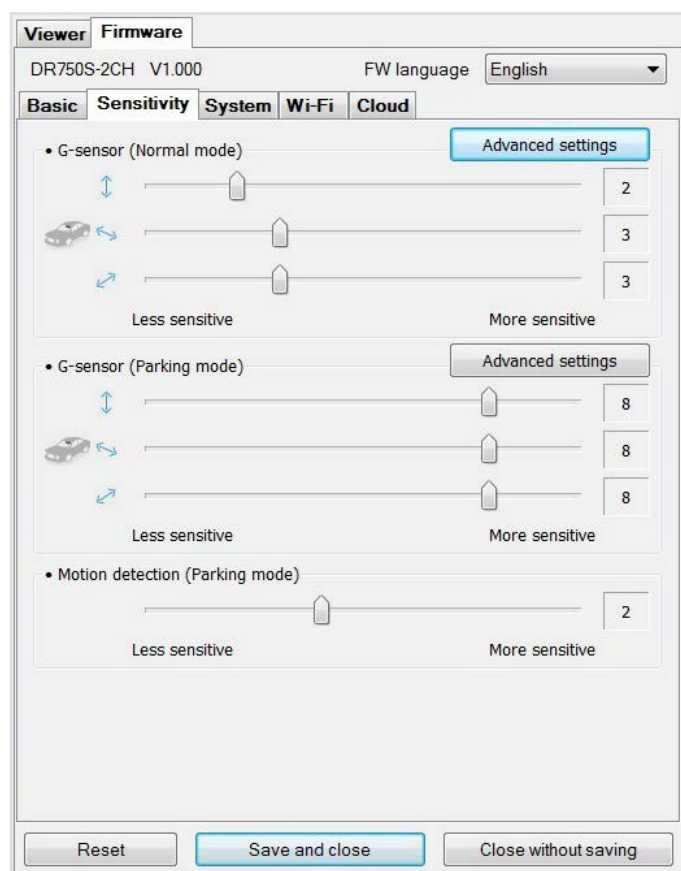 Viewer Firmware
DR750S-2CH V1.000 FW language English
Basic Sensitivity System Wi-Fi Cloud
• G-sensor (Normal mode) Advanced settings
2
3
3
Less sensitive More sensitive
• G-sensor (Parking mode) Advanced settings
8
8
8
Less sensitive More sensitive
• Motion detection (Parking mode)
2
Less sensitive More sensitive
Reset Save and close Close without saving